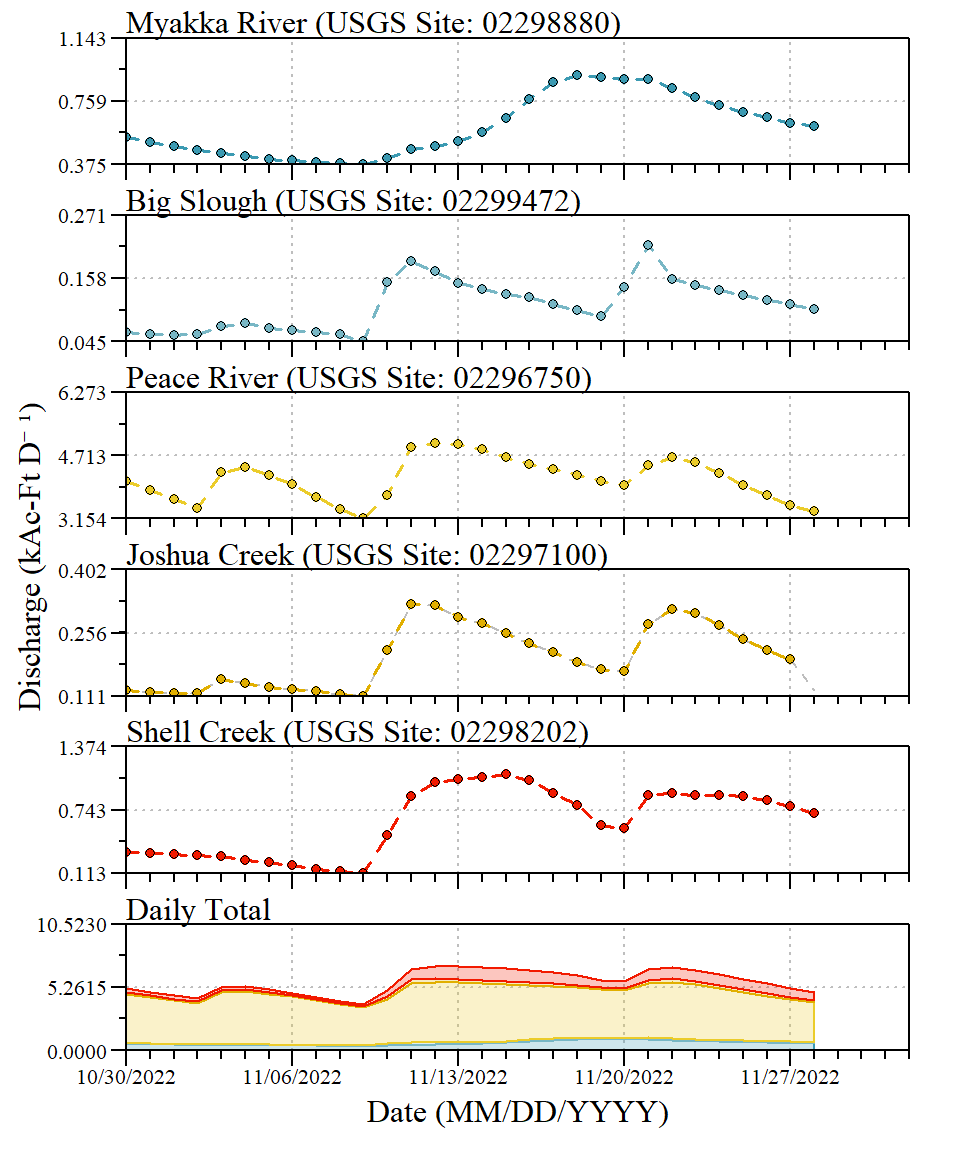 Myakka River (USGS Site: 02298880)
1.143
0.759
0.375
Big Slough (USGS Site: 02299472)
0.271
0.158
0.045
Peace River (USGS Site: 02296750)
6.273
4.713
3.154
Discharge (kAc-Ft D⁻¹)
Joshua Creek (USGS Site: 02297100)
0.402
0.256
0.111
Shell Creek (USGS Site: 02298202)
1.374
0.743
0.113
Daily Total
10.5230
5.2615
0.0000
10/30/2022 11/06/2022 11/13/2022 11/20/2022 11/27/2022
Date (MM/DD/YYYY)